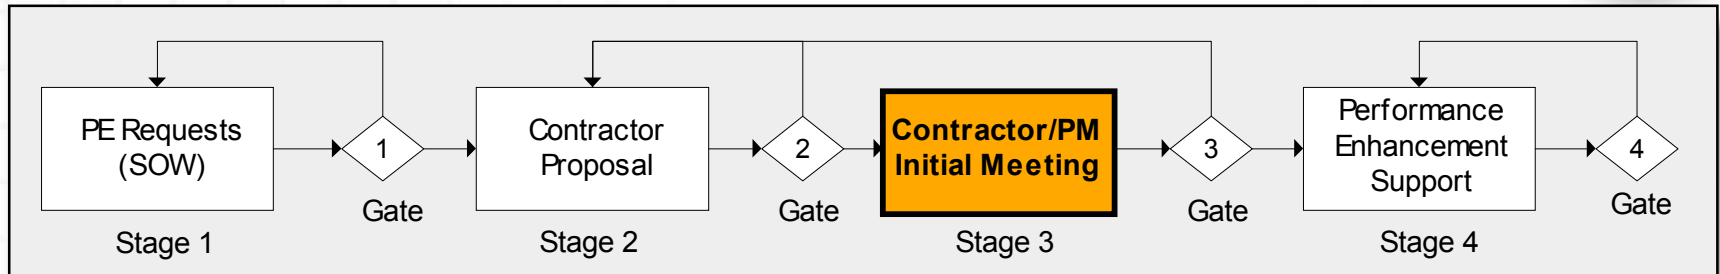 PE Requests
(SOW)
1
Gate
Stage 1
Contractor
Proposal
2
Gate
Stage 2
Contractor/PM
Initial Meeting
3
Gate
Stage 3
Performance
Enhancement
Support
4
Gate
Stage 4